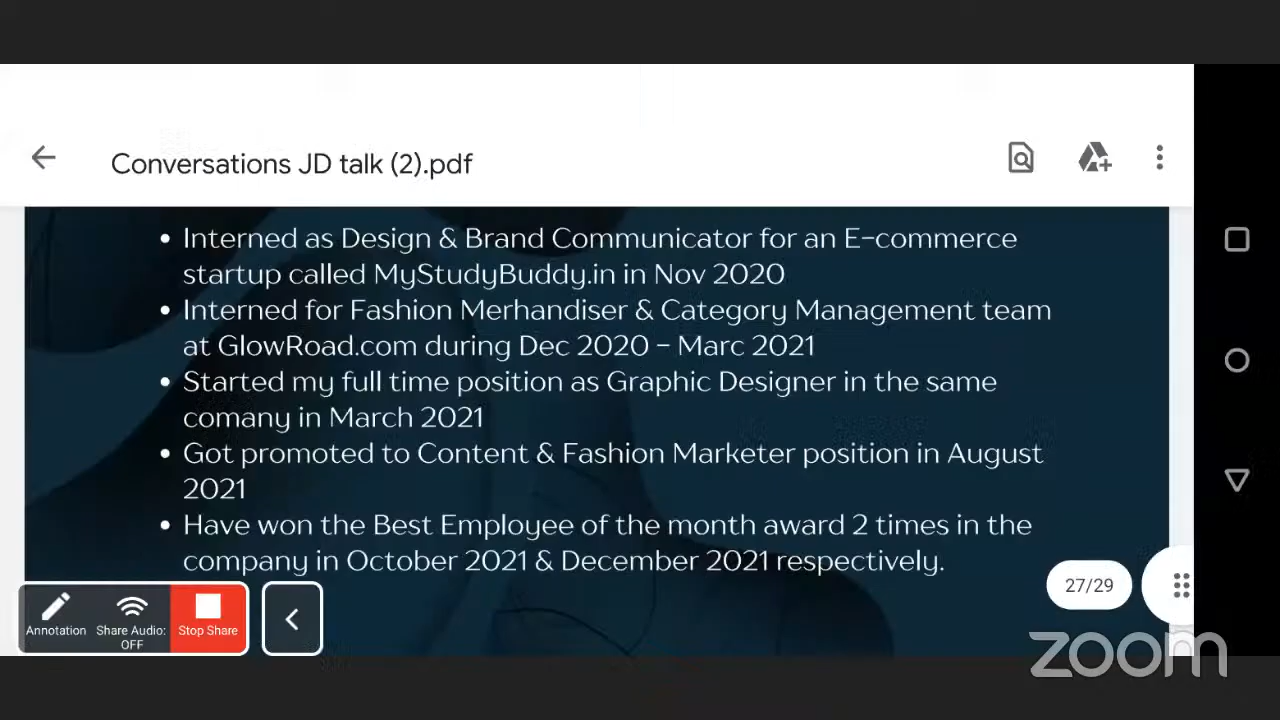 Conversations JD talk (2).pdf
• Interned as Design & Brand Communicator for an E-commerce
startup called MyStudyBuddy.in in Nov 2020
• Interned for Fashion Merhandiser & Category Management team
at GlowRoad.com during Dec 2020 – Marc 2021
• Started my full time position as Graphic Designer in the same
comany in March 2021
• Got promoted to Content & Fashion Marketer position in August
2021
• Have won the Best Employee of the month award 2 times in the
company in October 2021 & December 2021 respectively.
27/29
Annotation
Share Audio:
OFF
Stop Share
zoom